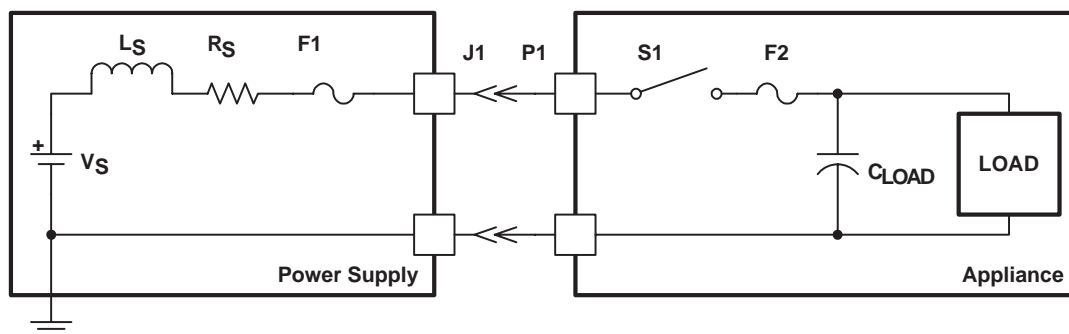 LS RS F1 J1 P1 S1 F2
+
VS
CLOAD
LOAD
Power Supply
Appliance